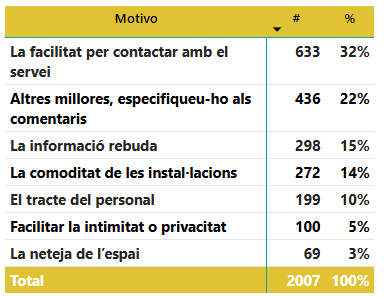 Motivo # %
La facilitat per contactar amb el 633 32%
servei
Altres millores, especifiqueu-ho als 436 22%
comentaris
La informació rebuda 298 15%
La comoditat de les instal·lacions 272 14%
El tracte del personal 199 10%
Facilitar la intimitat o privacitat 100 5%
La neteja de l'espai 69 3%
Total 2007 100%